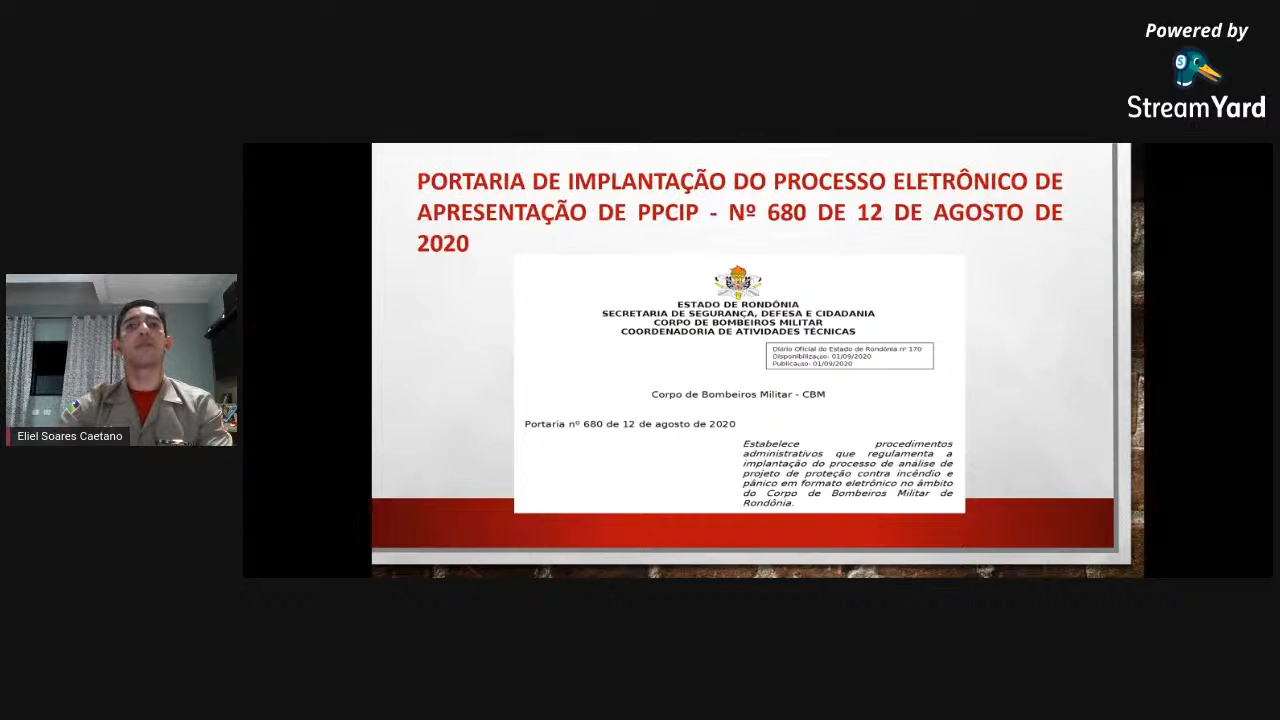 Powered by
StreamYard
PORTARIA DE IMPLANTAÇÃO DO PROCESSO ELETRÔNICO DE
APRESENTAÇÃO DE PPCIP - Nº 680 DE 12 DE AGOSTO DE
2020
ESTADO DE RONDÔNIA
SECRETARIA DE SEGURANÇA, DEFESA E CIDADANIA
CORPO DE BOMBEIROS MILITAR
COORDENADORIA DE ATIVIDADES TÉCNICAS
Diário Oficial do Estado de Rondônia nº 170
Disponibilização: 01/09/2020
Publicação: 01/09/2020
Corpo de Bombeiros Militar - CBM
Portaria nº 680 de 12 de agosto de 2020
Estabelece procedimentos
administrativos que regulamenta a
implantação do processo de análise de
projeto de proteção contra incêndio e
pânico em formato eletrônico no âmbito
do Corpo de Bombeiros Militar de
Rondônia.
Eliel Soares Caetano